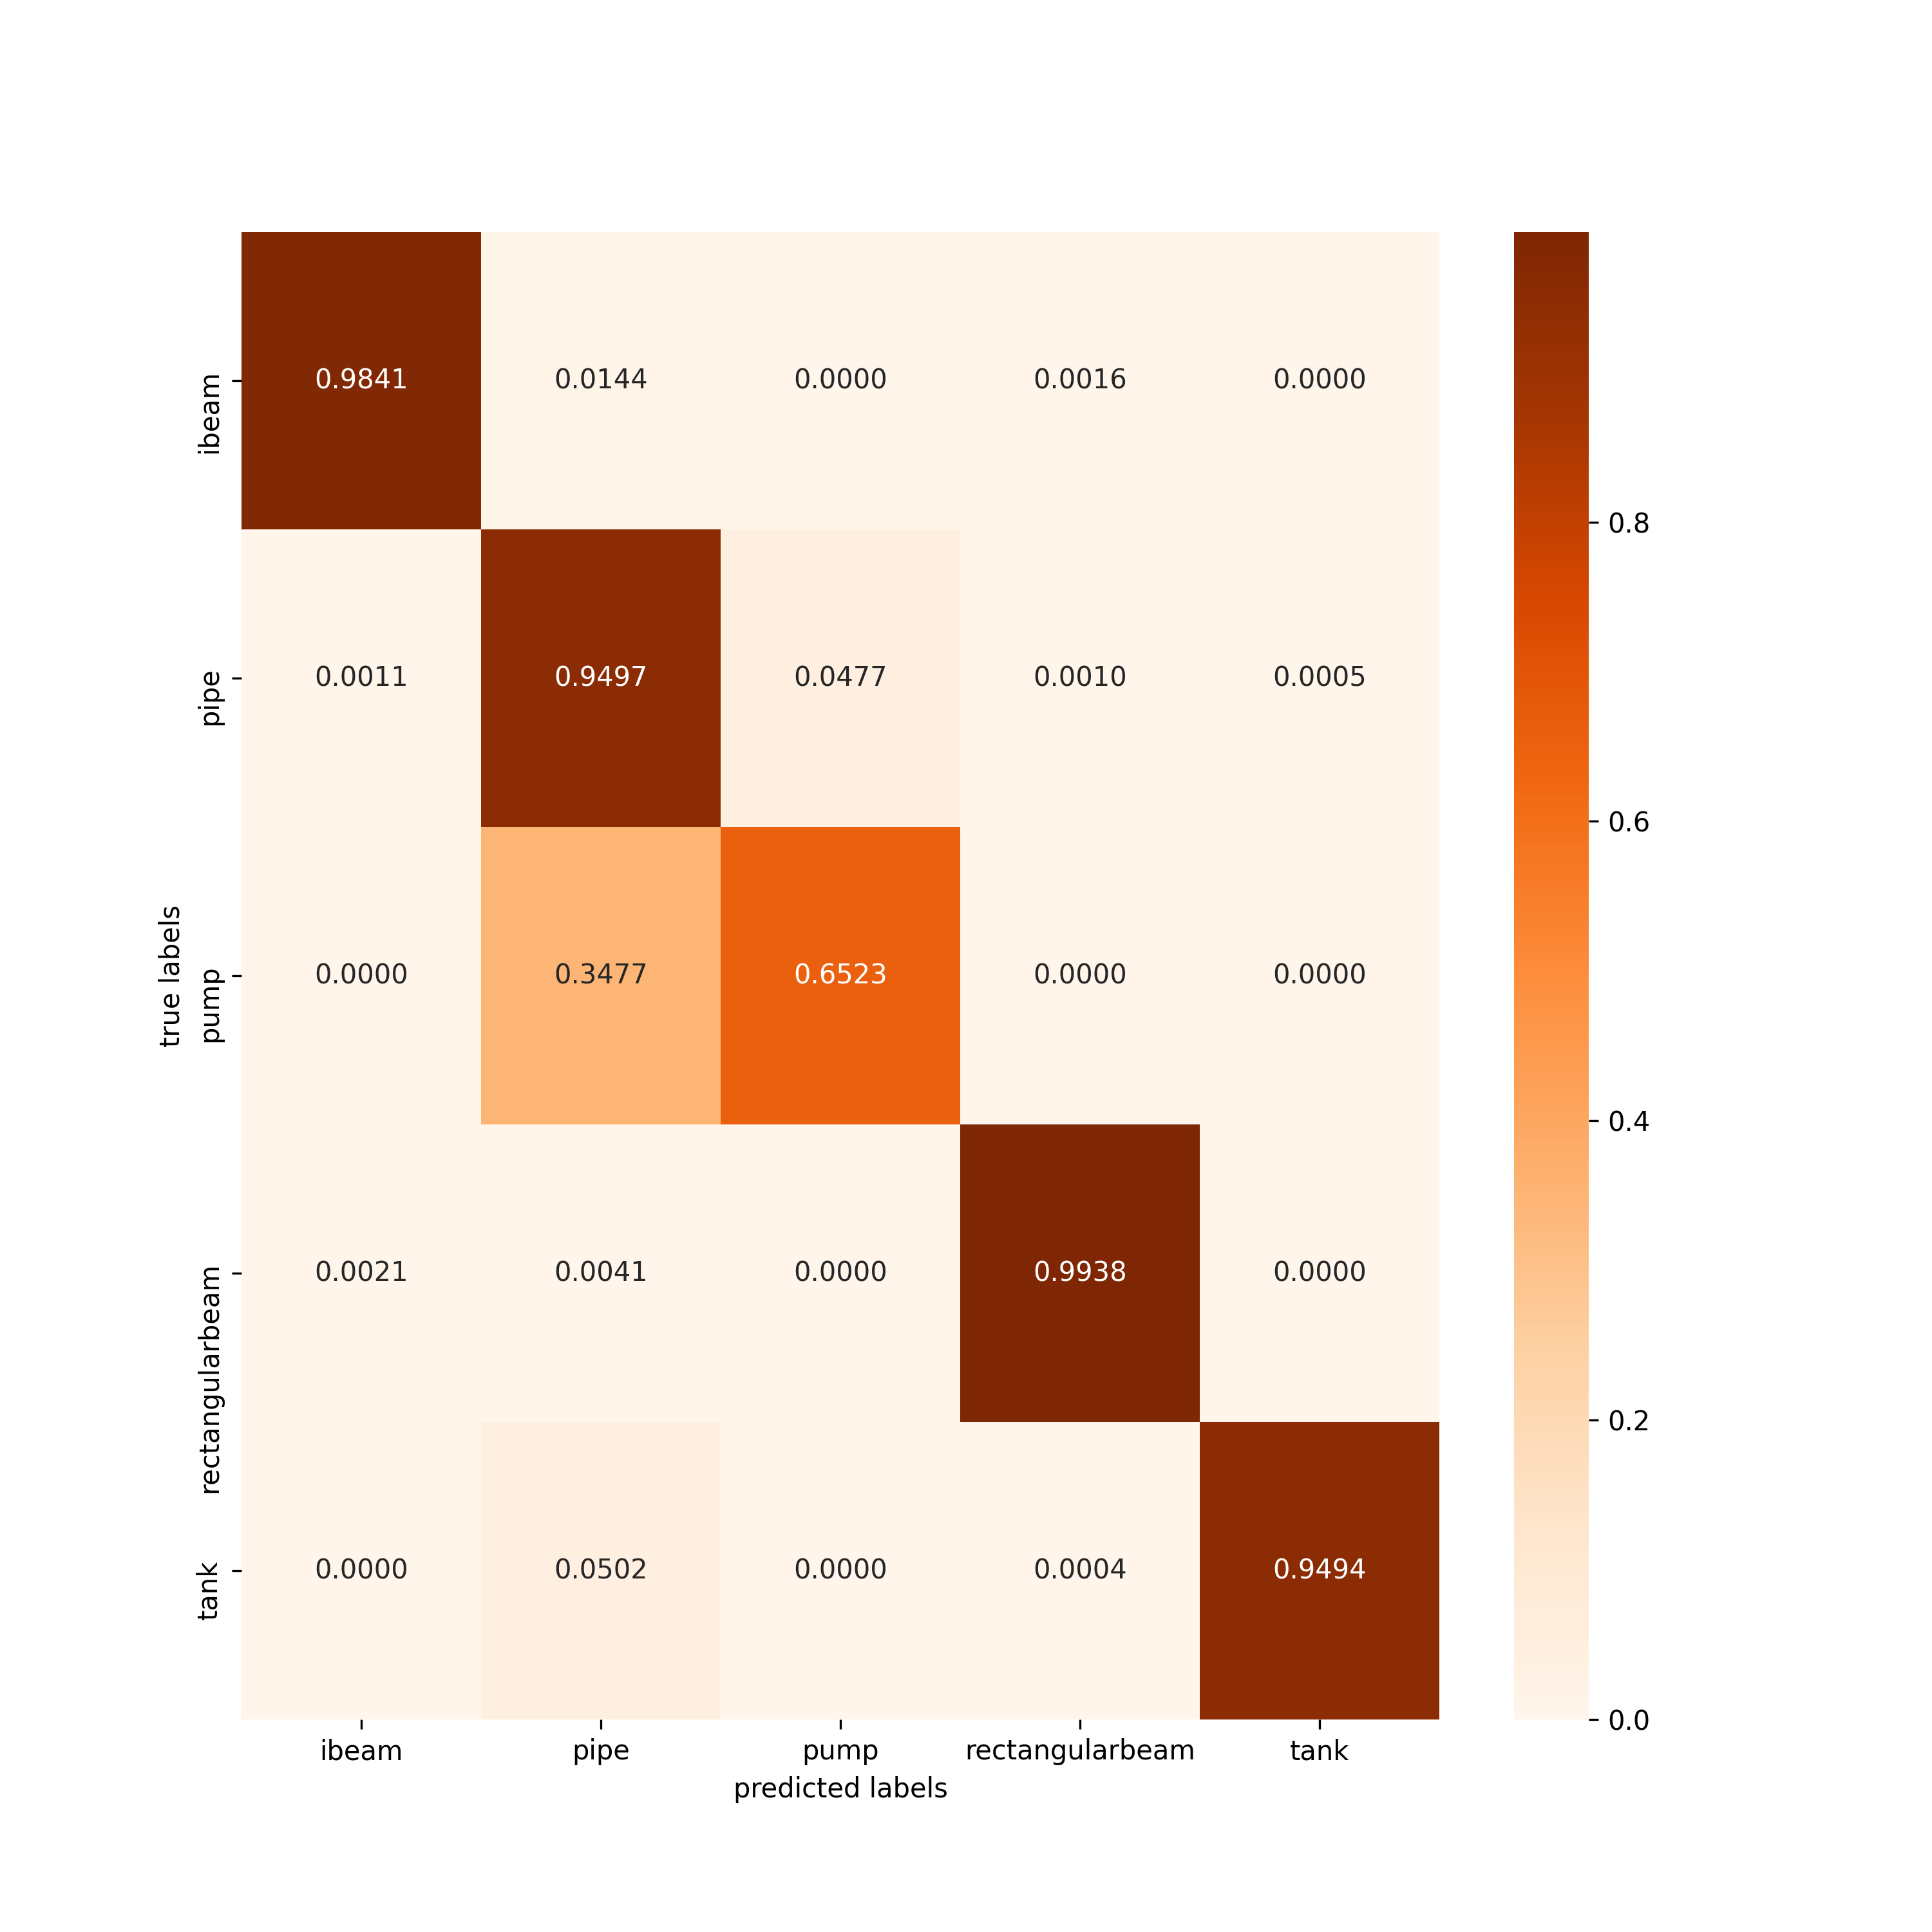 ibeam 0.9841 0.0144 0.0000 0.0016 0.0000
pipe 0.0011 0.9497 0.0477 0.0010 0.0005
pump 0.0000 0.3477 0.6523 0.0000 0.0000
rectangularbeam 0.0021 0.0041 0.0000 0.9938 0.0000
tank 0.0000 0.0502 0.0000 0.0004 0.9494
true labels
ibeam pipe pump rectangularbeam tank
predicted labels
0.8
0.6
0.4
0.2
0.0